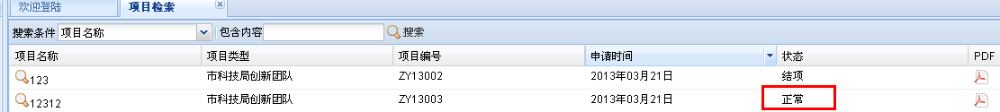 欢迎登陆 项目检索
搜索条件 项目名称 包含内容 搜索
项目名称 项目类型 项目编号 申请时间 状态 PDF
123 市科技局创新团队 ZY13002 2013年03月21日 结项
12312 市科技局创新团队 ZY13003 2013年03月21日 正常